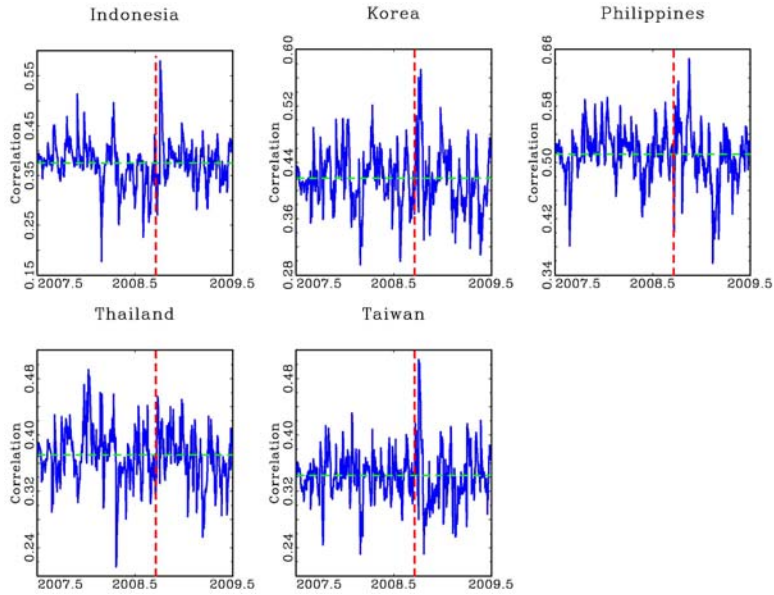 Indonesia
Korea
Philippines
Correlation
0.15 0.25 0.35 0.45 0.55
2007.5 2008.5 2009.5
Correlation
0.28 0.36 0.44 0.52 0.60
2007.5 2008.5 2009.5
Correlation
0.34 0.42 0.50 0.58 0.66
2007.5 2008.5 2009.5
Thailand
Taiwan
Correlation
0.24 0.32 0.40 0.48
2007.5 2008.5 2009.5
Correlation
0.24 0.32 0.40 0.48
2007.5 2008.5 2009.5